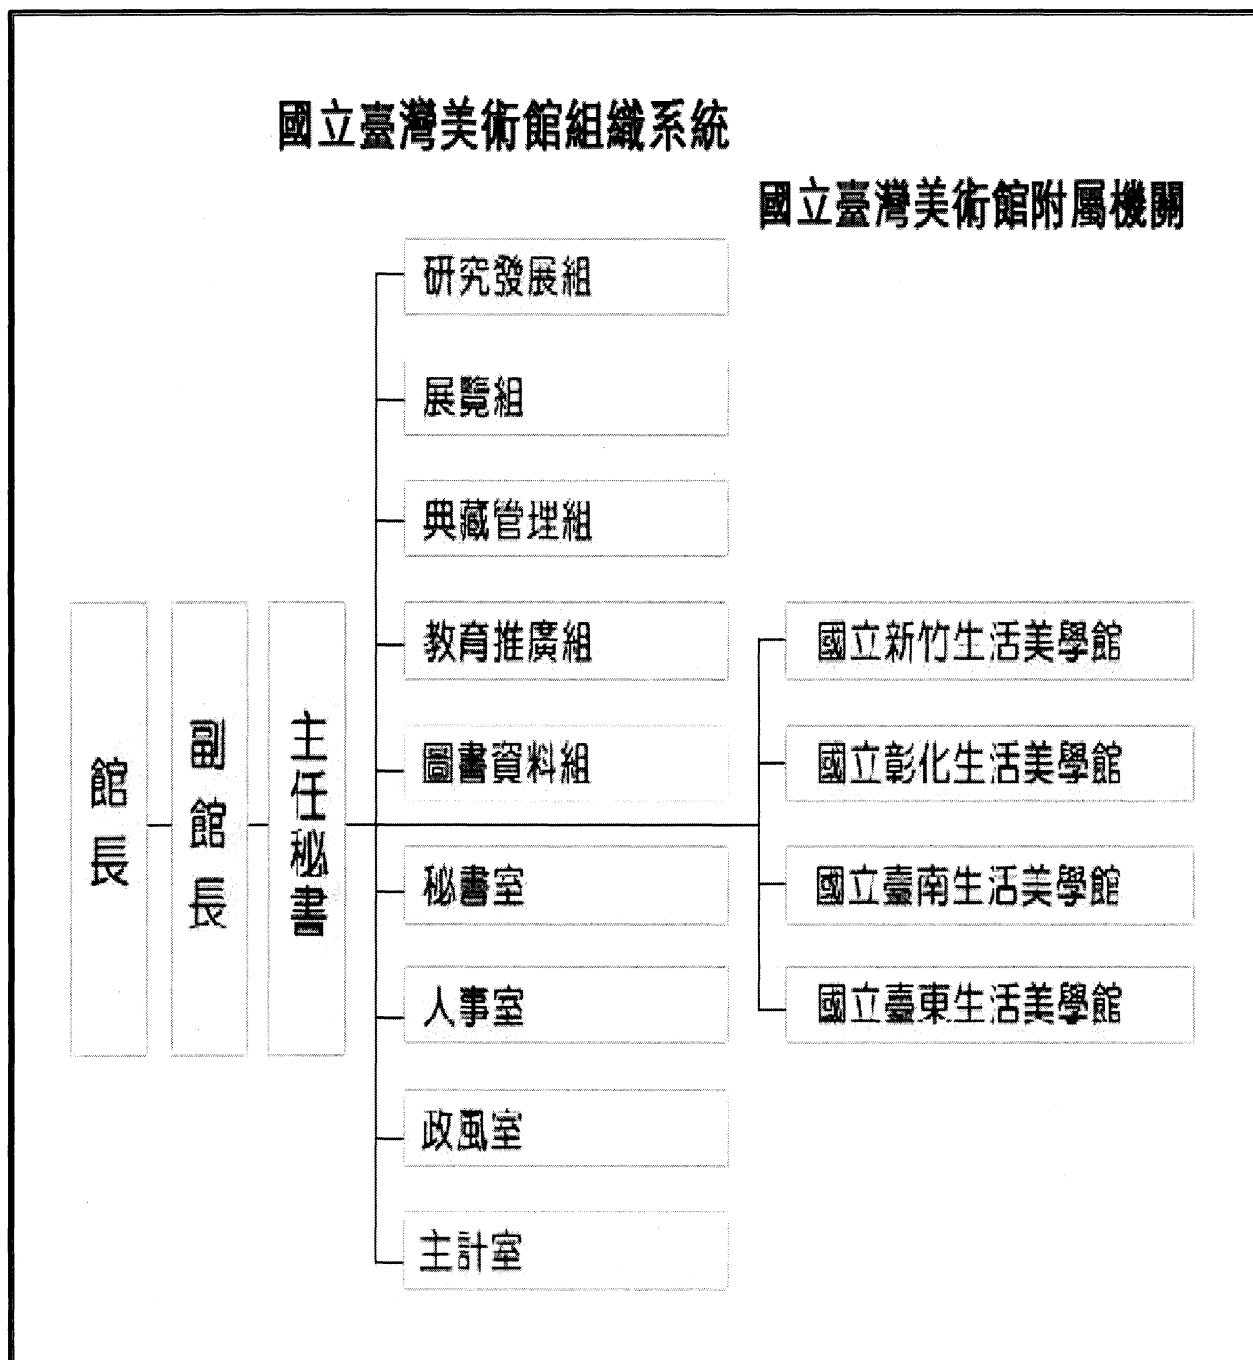 國立臺灣美術館組織系統
國立臺灣美術館附屬機關
館長
副館長
主任秘書
研究發展組
展覽組
典藏管理組
教育推廣組
圖書資料組
秘書室
人事室
政風室
主計室
國立新竹生活美學館
國立彰化生活美學館
國立臺南生活美學館
國立臺東生活美學館